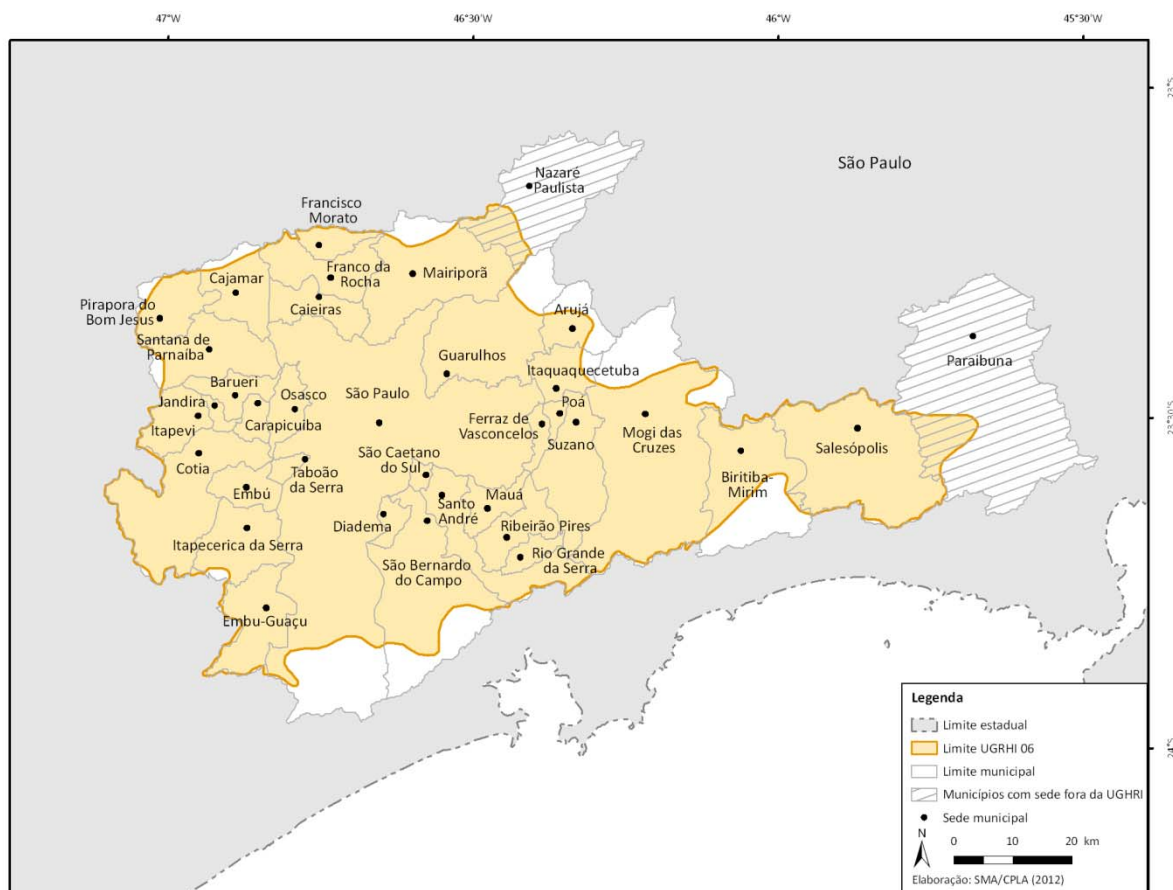 47°W
46°30'W
46°W
45°30'W
23°S
23°30'S
24°S
São Paulo
Nazaré
Paulista
Francisco
Morato
Franco da
Rocha
Mairiporã
Cajamar
Caieiras
Pirapora do
Bom Jesus
Santana de
Parnaíba
Arujá
Guarulhos
Itaquaquecetuba
Paraibuna
Barueri
Osasco
São Paulo
Jandira
Carapicuiba
Itapevi
Poá
Ferraz de
Vasconcelos
Suzano
Mogi das
Cruzes
Salesópolis
Biritiba-
Mirim
Cotia
Taboão
da Serra
São Caetano
do Sul
Embú
Santo
André
Mauá
Diadema
Ribeirão Pires
Itapecerica da Serra
Rio Grande
da Serra
São Bernardo
do Campo
Embu-Guaçu
Legenda
Limite estadual
Limite UGRHI 06
Limite municipal
Municípios com sede fora da UGHRI
Sede municipal
N
0 10 20 km
Elaboração: SMA/CPLA (2012)